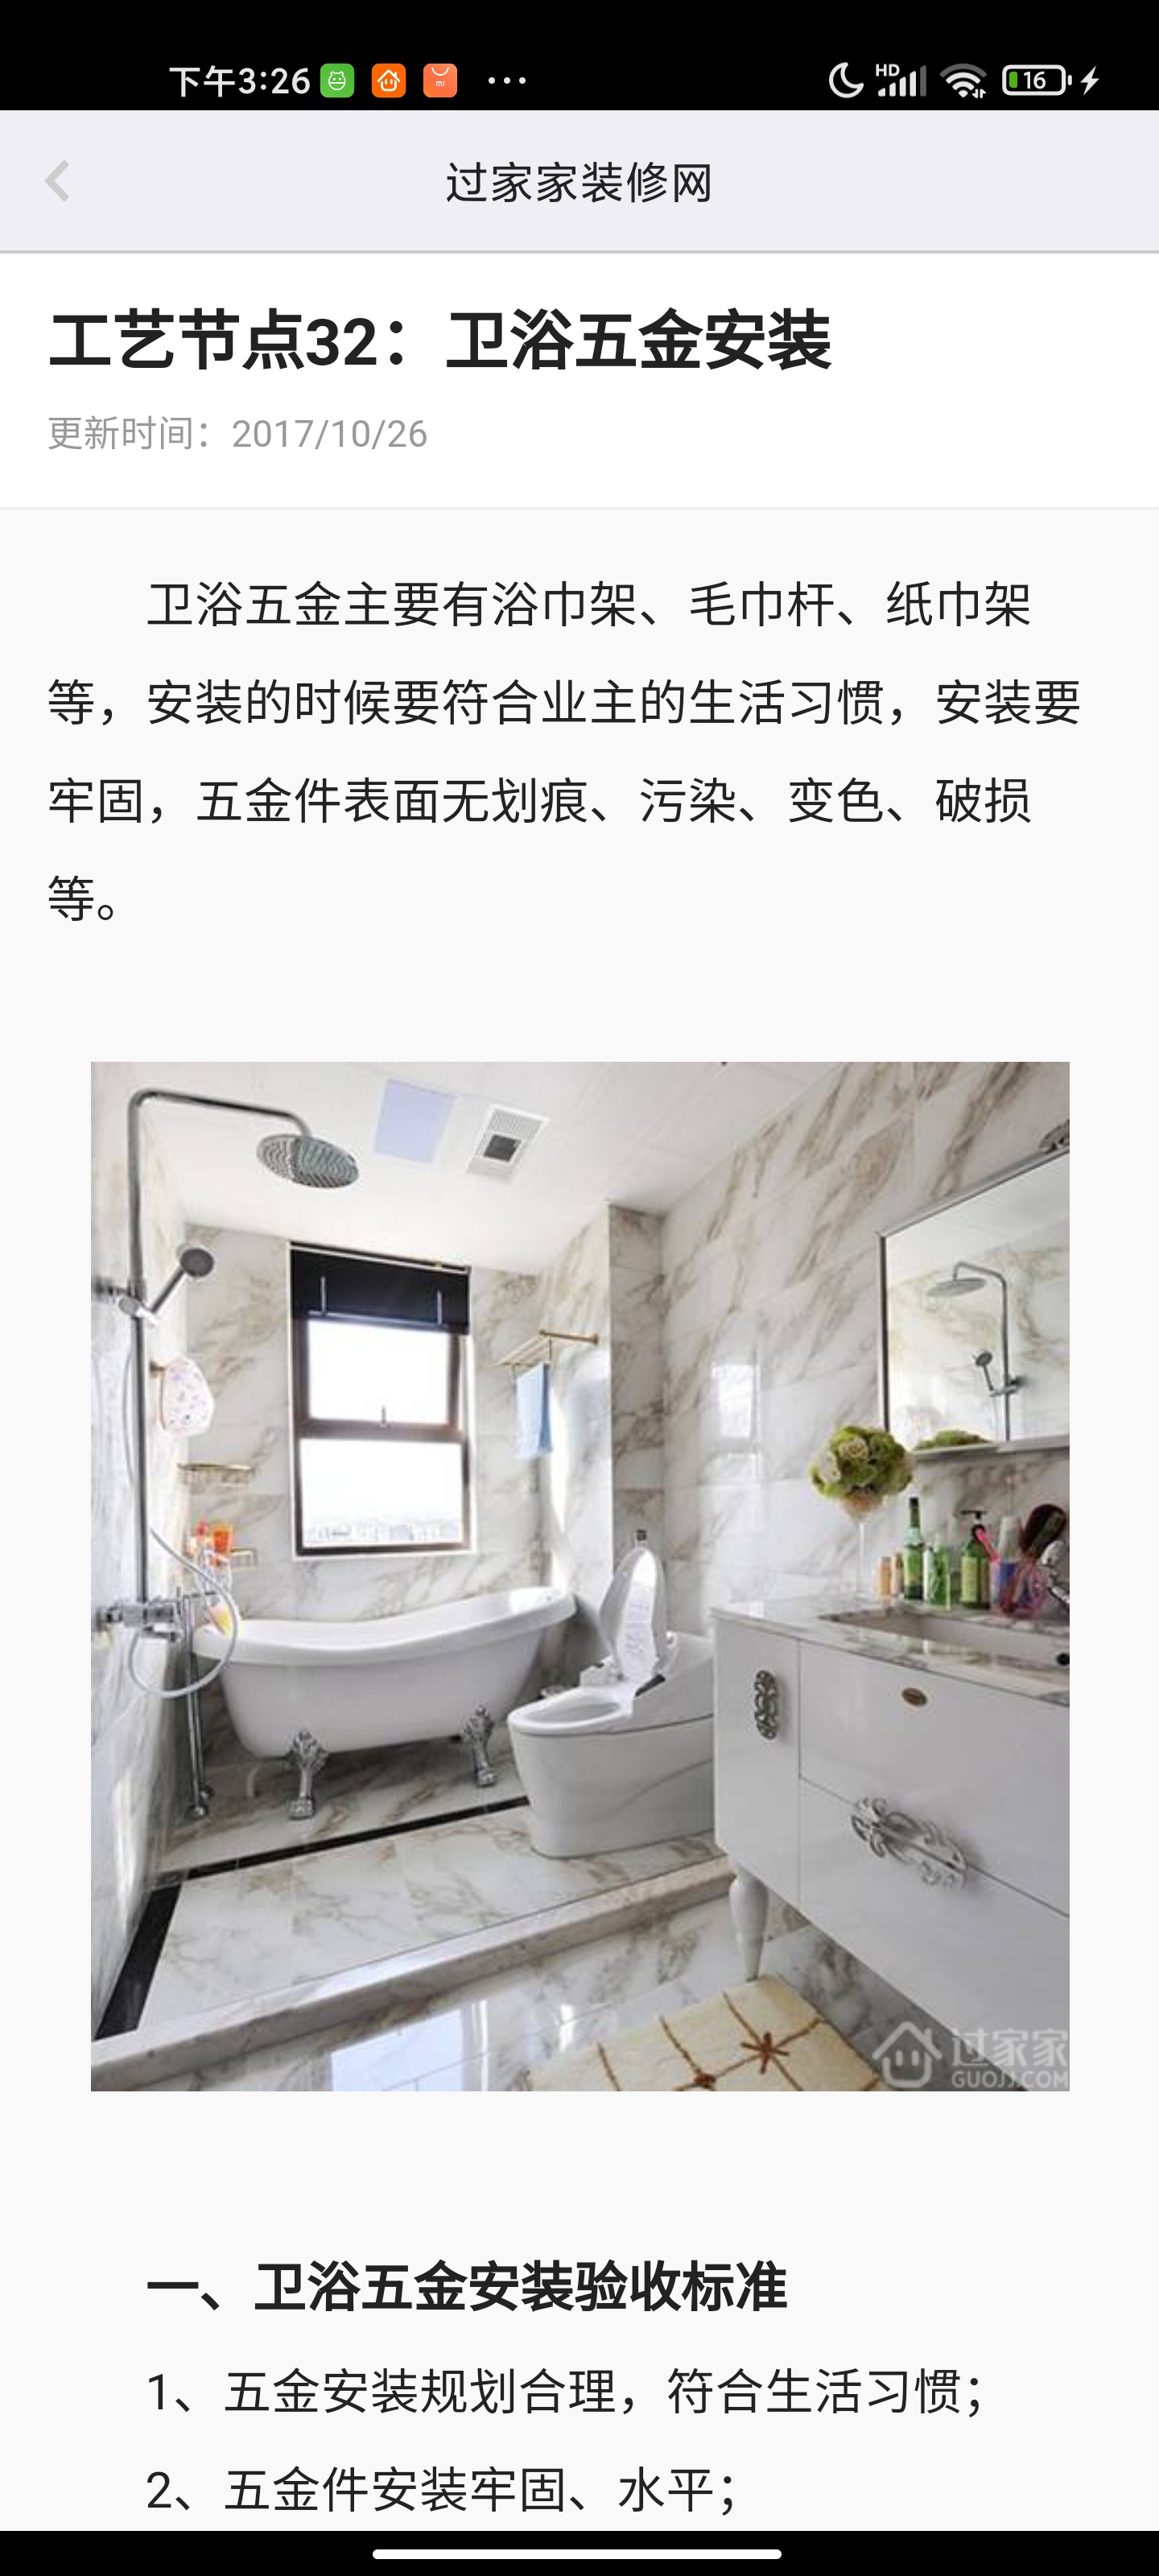 下午3:26
HD
16
过家家装修网
工艺节点32：卫浴五金安装
更新时间：2017/10/26
卫浴五金主要有浴巾架、毛巾杆、纸巾架
等，安装的时候要符合业主的生活习惯，安装要
牢固，五金件表面无划痕、污染、变色、破损
等。
过家家
GUOJJ.COM
一、卫浴五金安装验收标准
1、五金安装规划合理，符合生活习惯；
2、五金件安装牢固、水平；